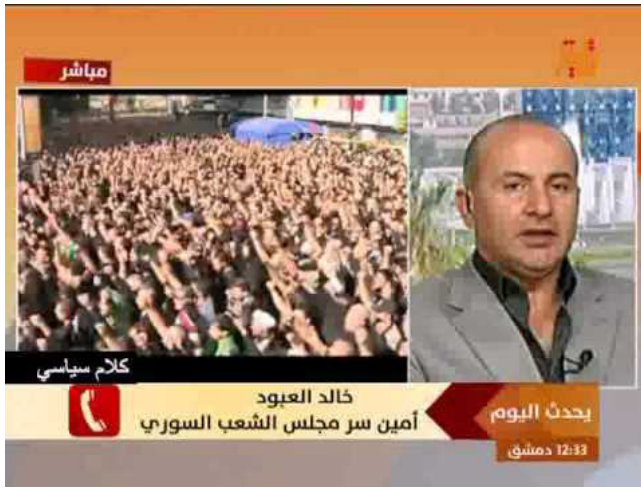 مباشر
كلام سياسي
خالد العبود
أمين سر مجلس الشعب السوري
يحدث اليوم
12:33 دمشق